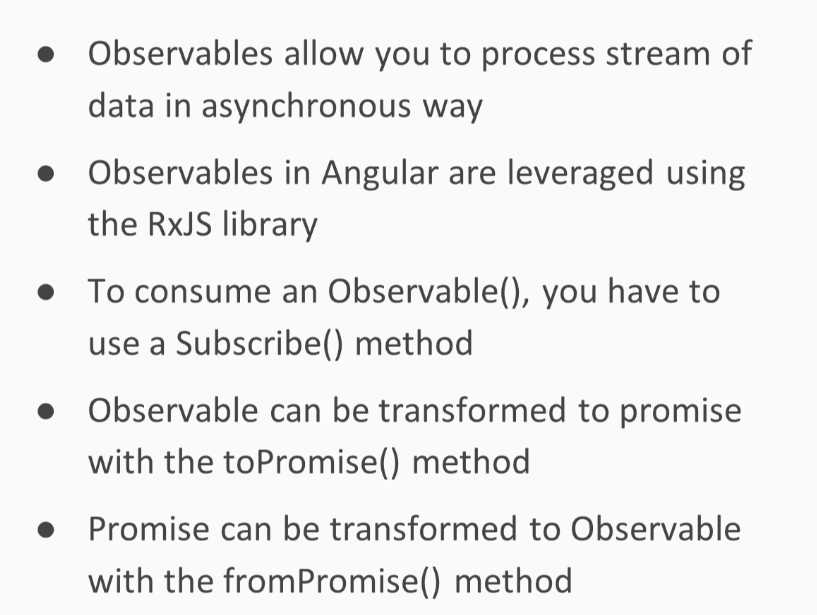 ● Observables allow you to process stream of
data in asynchronous way
● Observables in Angular are leveraged using
the RxJS library
● To consume an Observable(), you have to
use a Subscribe() method
● Observable can be transformed to promise
with the toPromise() method
● Promise can be transformed to Observable
with the fromPromise() method